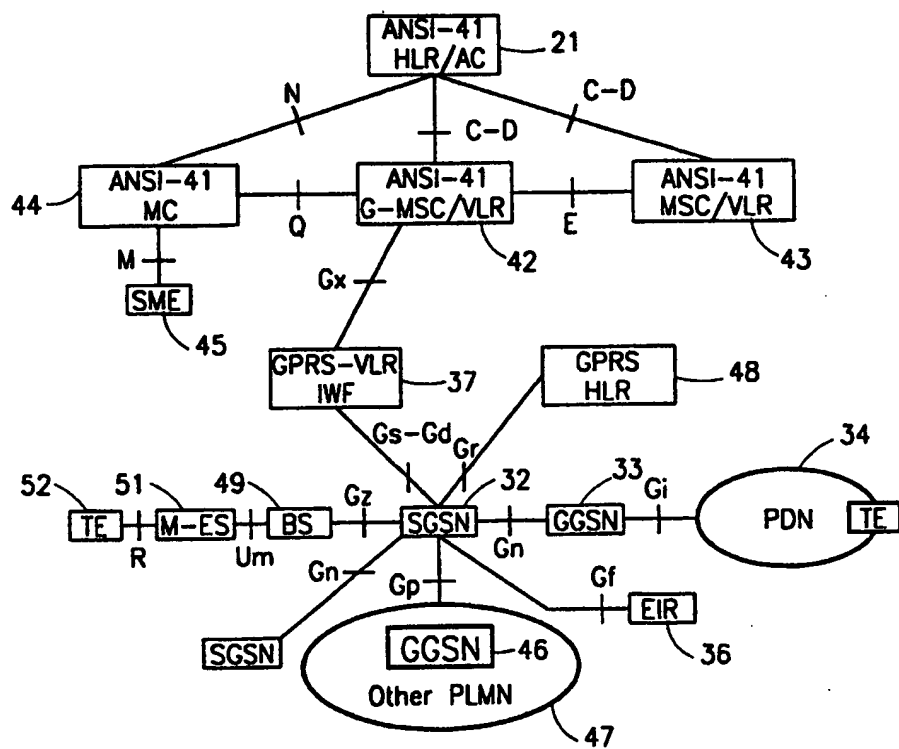 ANSI-41
HLR/AC
21
N
C-D
C-D
44
ANSI-41
MC
Q
ANSI-41
G-MSC/VLR
E
ANSI-41
MSC/VLR
42
43
M
Gx
SME
45
GPRS-VLR
IWF
37
GPRS
HLR
48
Gs-Gd
Gr
34
52
51
49
Gz
32
33
Gi
TE
R
M-ES
Um
BS
SGSN
Gn
GGSN
PDN
TE
Gn
Gp
Gf
EIR
36
SGSN
GGSN
46
Other PLMN
47